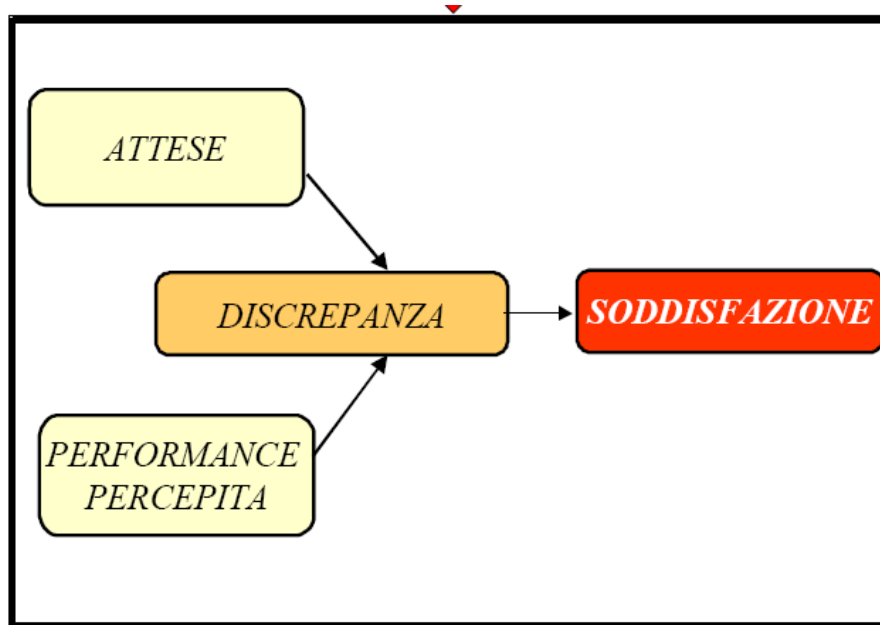 ATTESE
DISCREPANZA
SODDISFAZIONE
PERFORMANCE
PERCEPITA